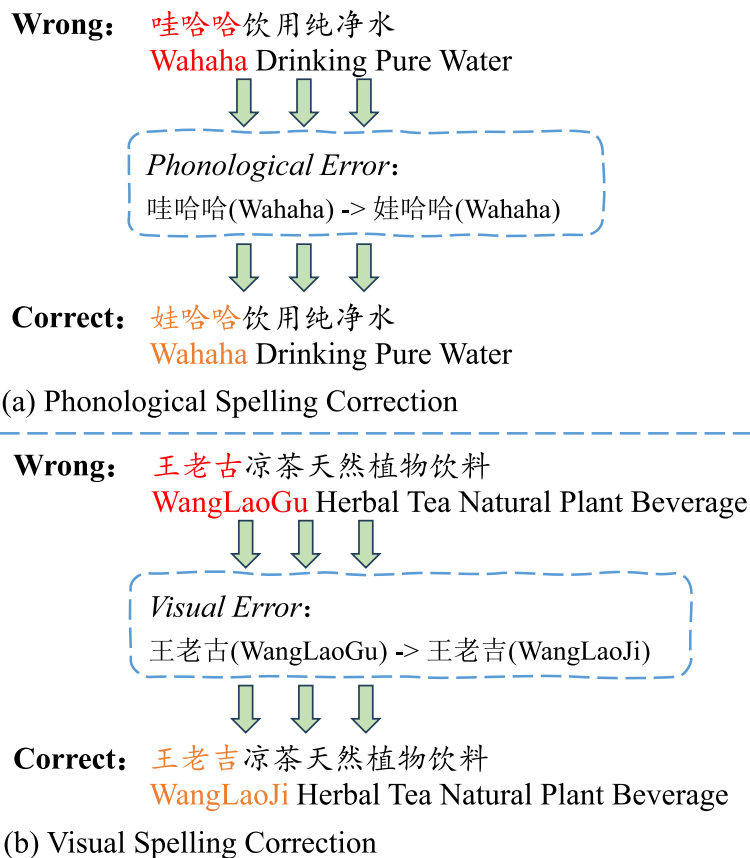 Wrong： 哇哈哈饮用纯净水
Wahaha Drinking Pure Water
Phonological Error：
哇哈哈(Wahaha) -> 娃哈哈(Wahaha)
Correct： 娃哈哈饮用纯净水
Wahaha Drinking Pure Water
(a) Phonological Spelling Correction
Wrong： 王老古凉茶天然植物饮料
WangLaoGu Herbal Tea Natural Plant Beverage
Visual Error：
王老古(WangLaoGu) -> 王老吉(WangLaoJi)
Correct： 王老吉凉茶天然植物饮料
WangLaoJi Herbal Tea Natural Plant Beverage
(b) Visual Spelling Correction